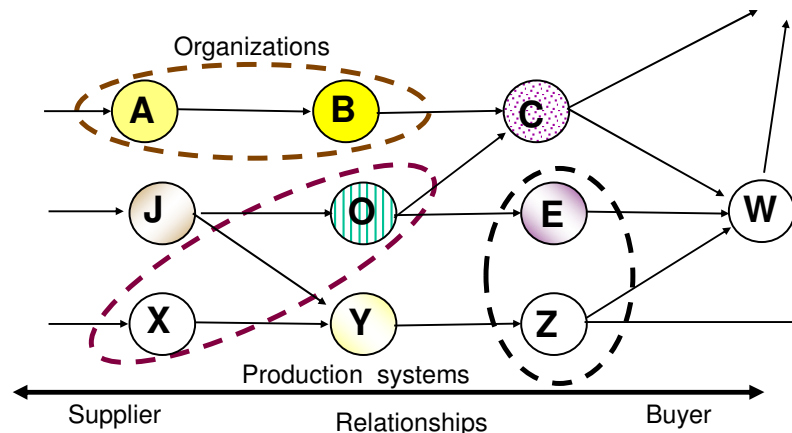 Organizations
A B C
J O E W
X Y Z
Production systems
Supplier Relationships Buyer